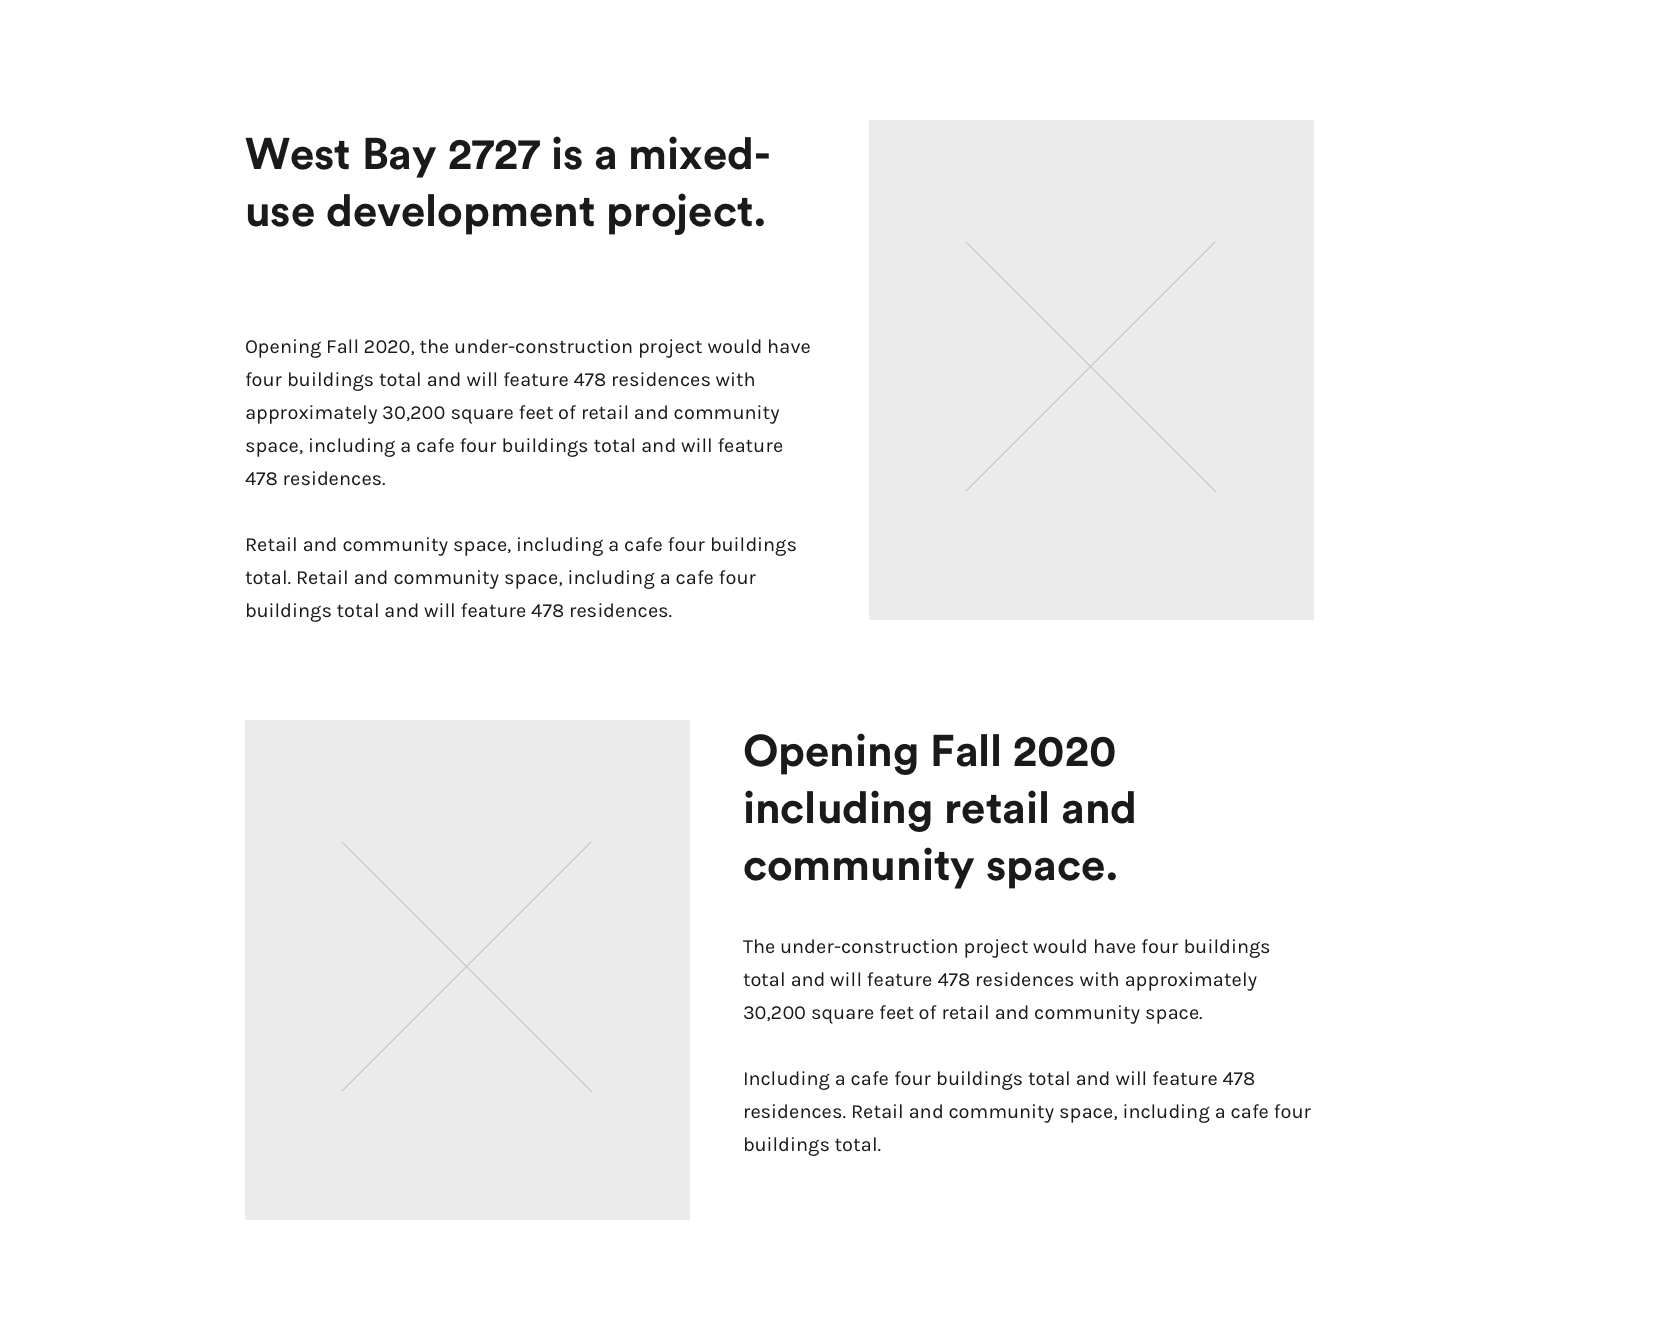 West Bay 2727 is a mixed-
use development project.
Opening Fall 2020, the under-construction project would have
four buildings total and will feature 478 residences with
approximately 30,200 square feet of retail and community
space, including a cafe four buildings total and will feature
478 residences.
Retail and community space, including a cafe four buildings
total. Retail and community space, including a cafe four
buildings total and will feature 478 residences.
Opening Fall 2020
including retail and
community space.
The under-construction project would have four buildings
total and will feature 478 residences with approximately
30,200 square feet of retail and community space.
Including a cafe four buildings total and will feature 478
residences. Retail and community space, including a cafe four
buildings total.